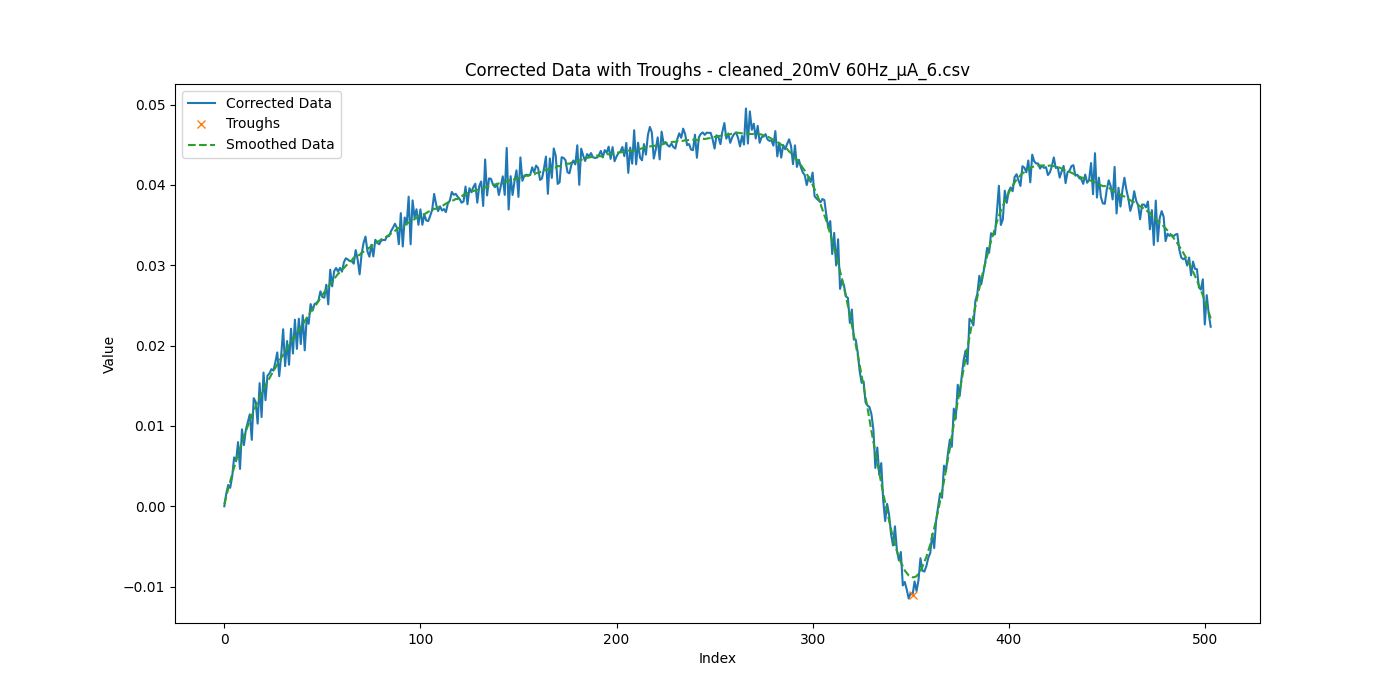 Corrected Data with Troughs - cleaned_20mV 60Hz_μA_6.csv
Corrected Data
Troughs
Smoothed Data
0.05
0.04
0.03
0.02
0.01
0.00
−0.01
Value
0 100 200 300 400 500
Index